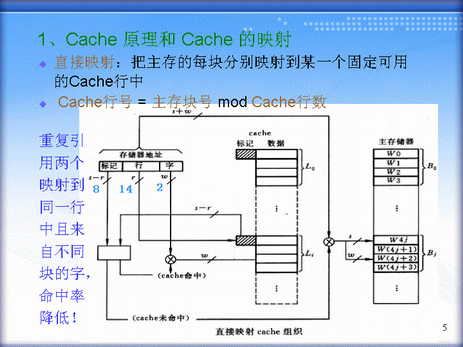 1、Cache 原理和 Cache 的映射
直接映射：把主存的每块分别映射到某一个固定可用
的Cache行中
Cache行号 = 主存块号 mod Cache行数
重复引
用两个
映射到
同一行
中且来
自不同
块的字，
命中率
降低！
s+w
cache
存储器地址
标记 数据
主存储器
标记 行 字
W0
W1
W2
W3
L₀
B₀
s-r r w
8 14 2
s-r
s
w
w
Lᵢ
W4j
W(4j+1)
W(4j+2)
W(4j+3)
Bⱼ
(cache命中)
(cache未命中)
直接映射 cache 组织
5